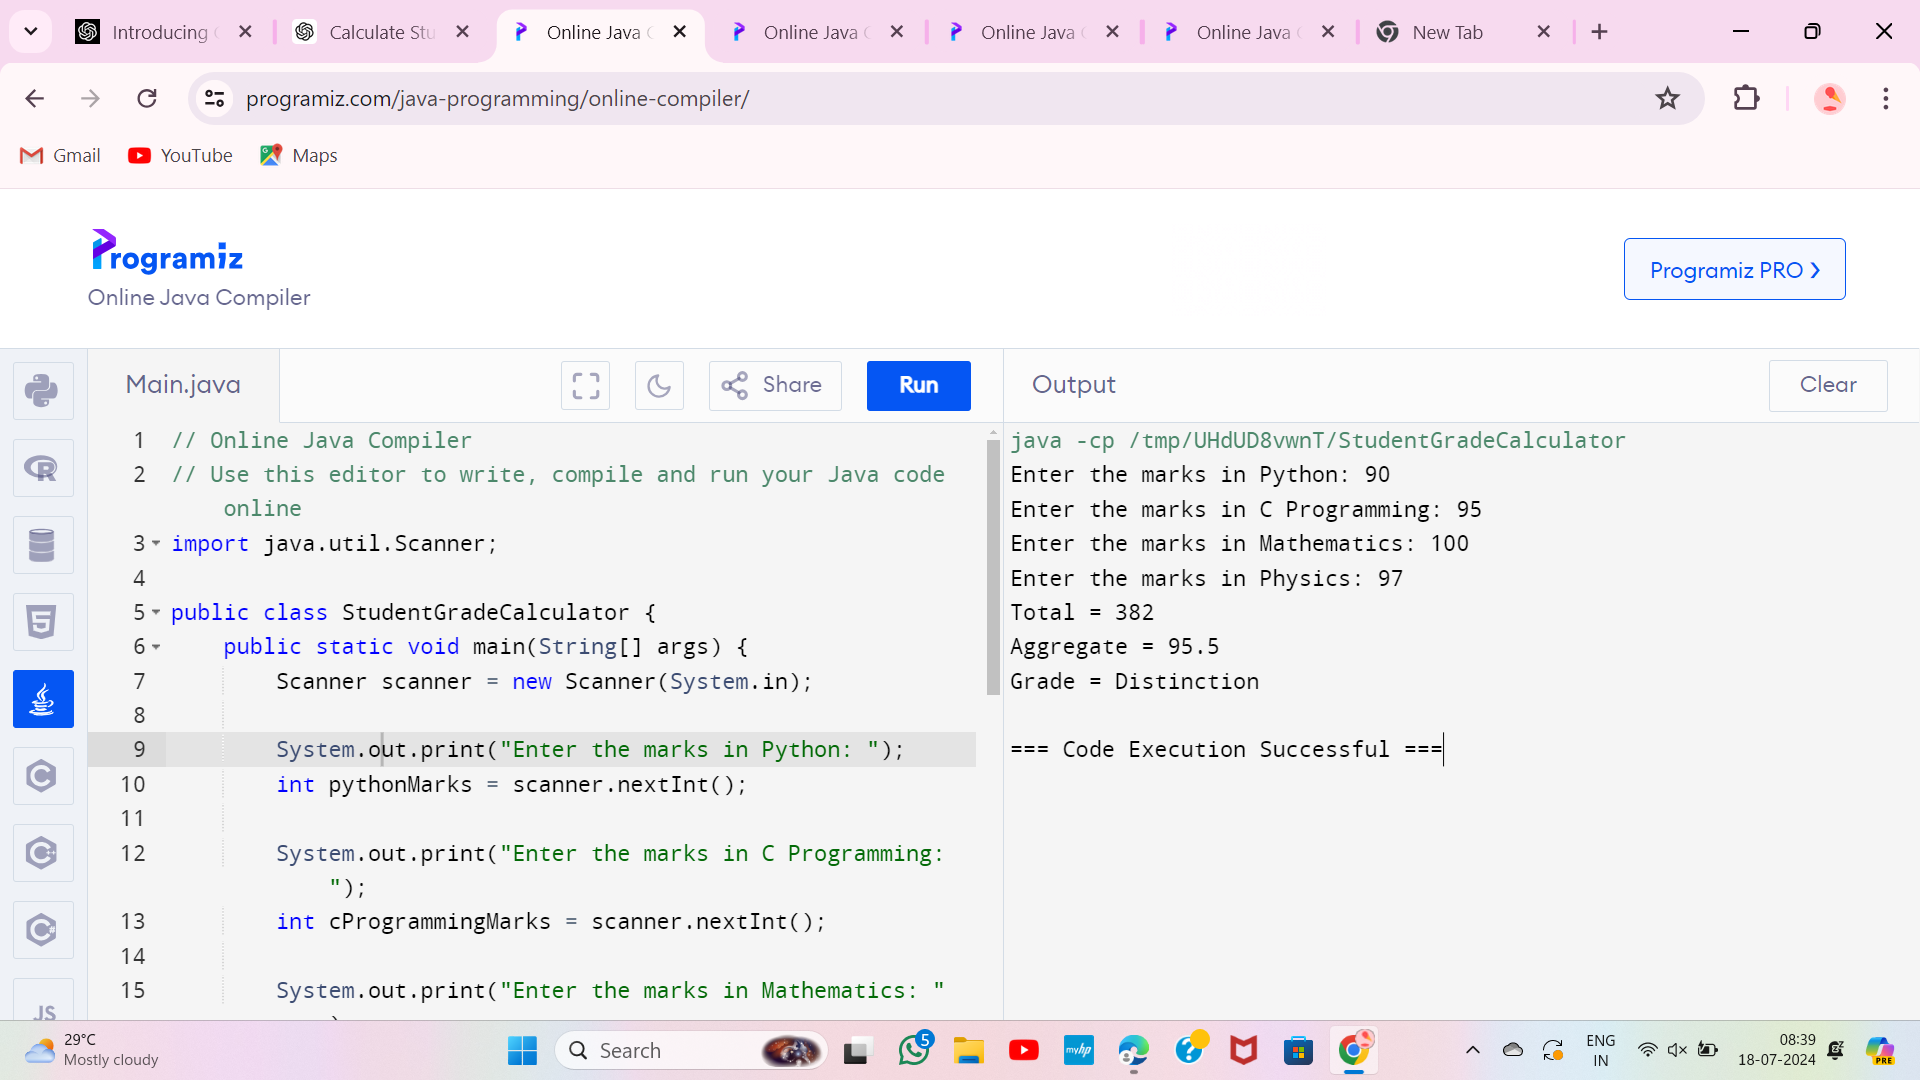 Introducing
Calculate Stu
Online Java
Online Java
Online Java
Online Java
New Tab
programiz.com/java-programming/online-compiler/
Gmail
YouTube
Maps
Programiz
Online Java Compiler
Programiz PRO
Main.java
Share
Run
Output
Clear
1 // Online Java Compiler
2 // Use this editor to write, compile and run your Java code
online
3 import java.util.Scanner;
4
5 public class StudentGradeCalculator {
6 public static void main(String[] args) {
7 Scanner scanner = new Scanner(System.in);
8
9 System.out.print("Enter the marks in Python: ");
10 int pythonMarks = scanner.nextInt();
11
12 System.out.print("Enter the marks in C Programming:
");
13 int cProgrammingMarks = scanner.nextInt();
14
15 System.out.print("Enter the marks in Mathematics: "
java -cp /tmp/UHdUD8vwnT/StudentGradeCalculator
Enter the marks in Python: 90
Enter the marks in C Programming: 95
Enter the marks in Mathematics: 100
Enter the marks in Physics: 97
Total = 382
Aggregate = 95.5
Grade = Distinction
=== Code Execution Successful ===
JS
29°C
Mostly cloudy
Search
5
myhp
ENG
IN
08:39
18-07-2024
PRE